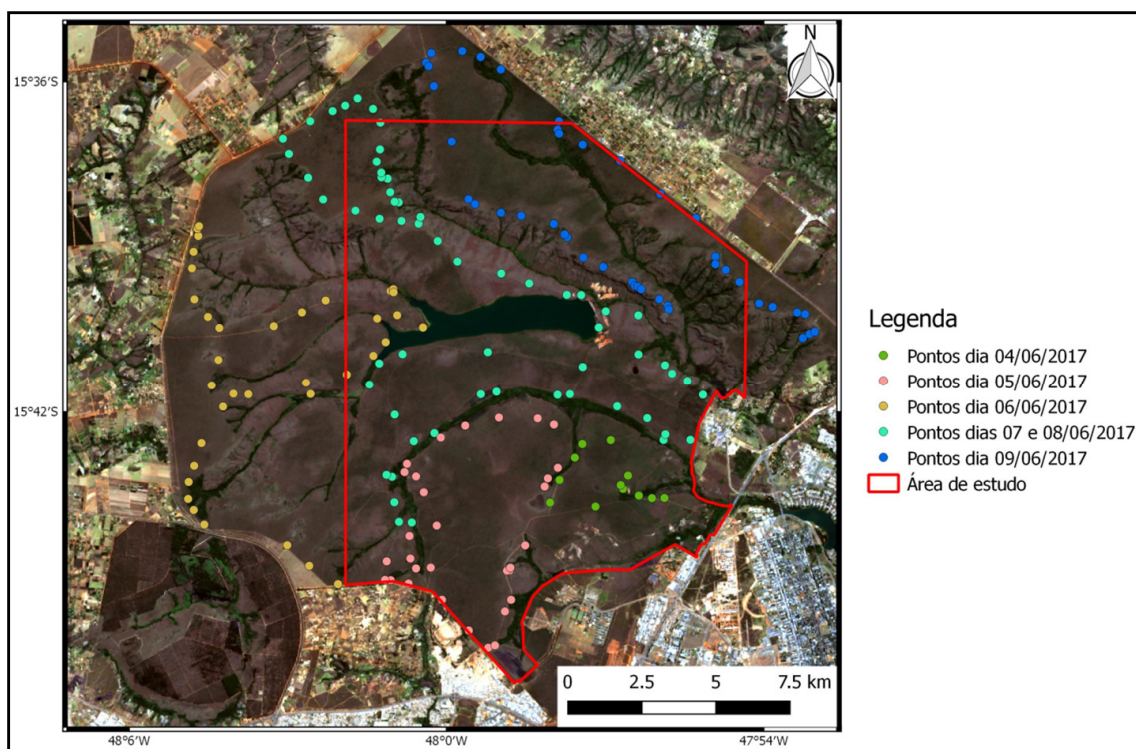 N
15°36'S
15°42'S
48°6'W
48°0'W
47°54'W
0 2.5 5 7.5 km
Legenda
Pontos dia 04/06/2017
Pontos dia 05/06/2017
Pontos dia 06/06/2017
Pontos dias 07 e 08/06/2017
Pontos dia 09/06/2017
Área de estudo